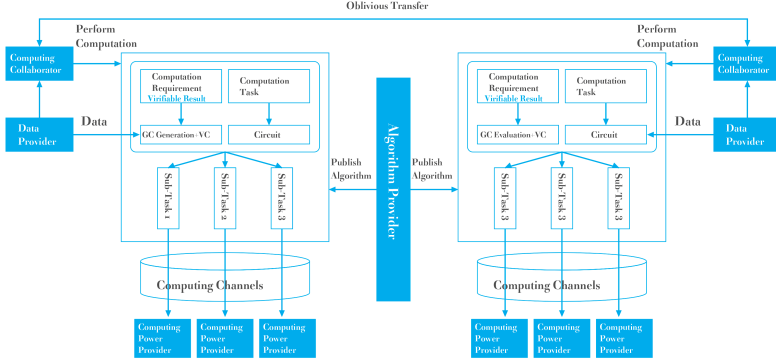 Oblivious Transfer
Perform
Computation
Perform
Computation
Computing
Collaborator
Computing
Collaborator
Computation
Requirement
Virifiable Result
Computation
Task
Computation
Requirement
Virifiable Result
Computation
Task
Data
Provider
Data
GC Generation+VC
Circuit
GC Evaluation+VC
Circuit
Data
Data
Provider
Algorithm Provider
Publish
Algorithm
Publish
Algorithm
Sub-Task 1
Sub-Task 2
Sub-Task 3
Sub-Task 3
Sub-Task 3
Sub-Task 3
Computing Channels
Computing Channels
Computing
Power
Provider
Computing
Power
Provider
Computing
Power
Provider
Computing
Power
Provider
Computing
Power
Provider
Computing
Power
Provider